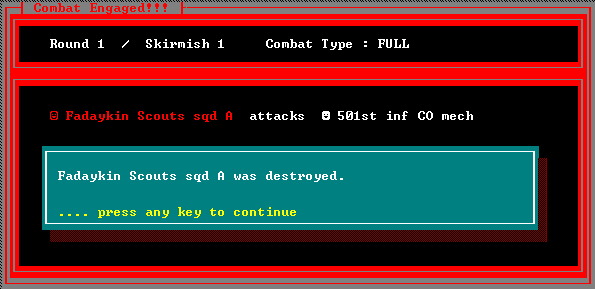 Combat Engaged!!!
Round 1 / Skirmish 1 Combat Type : FULL
☺ Fadaykin Scouts sqd A attacks ☻ 501st inf CO mech
Fadaykin Scouts sqd A was destroyed.
.... press any key to continue